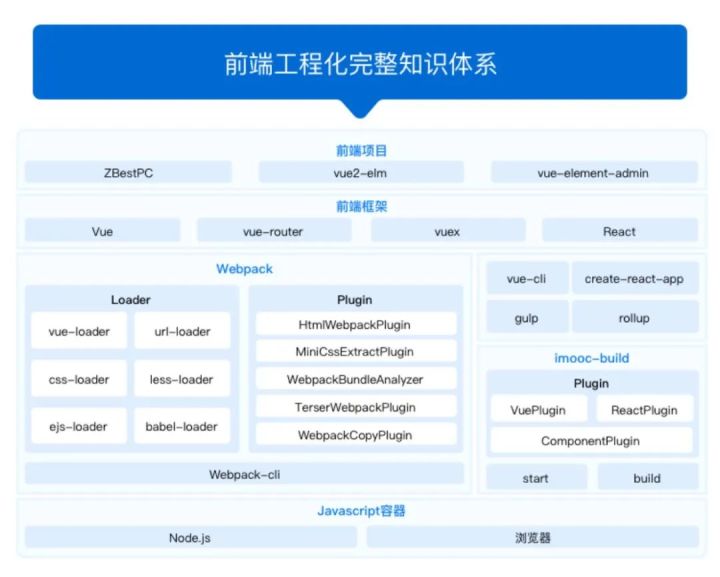 前端工程化完整知识体系
前端项目
ZBestPC vue2-elm vue-element-admin
前端框架
Vue vue-router vuex React
Webpack
Loader
vue-loader url-loader
css-loader less-loader
ejs-loader babel-loader
Plugin
HtmlWebpackPlugin
MiniCssExtractPlugin
WebpackBundleAnalyzer
TerserWebpackPlugin
WebpackCopyPlugin
Webpack-cli
vue-cli create-react-app
gulp rollup
imooc-build
Plugin
VuePlugin ReactPlugin
ComponentPlugin
start build
Javascript容器
Node.js 浏览器